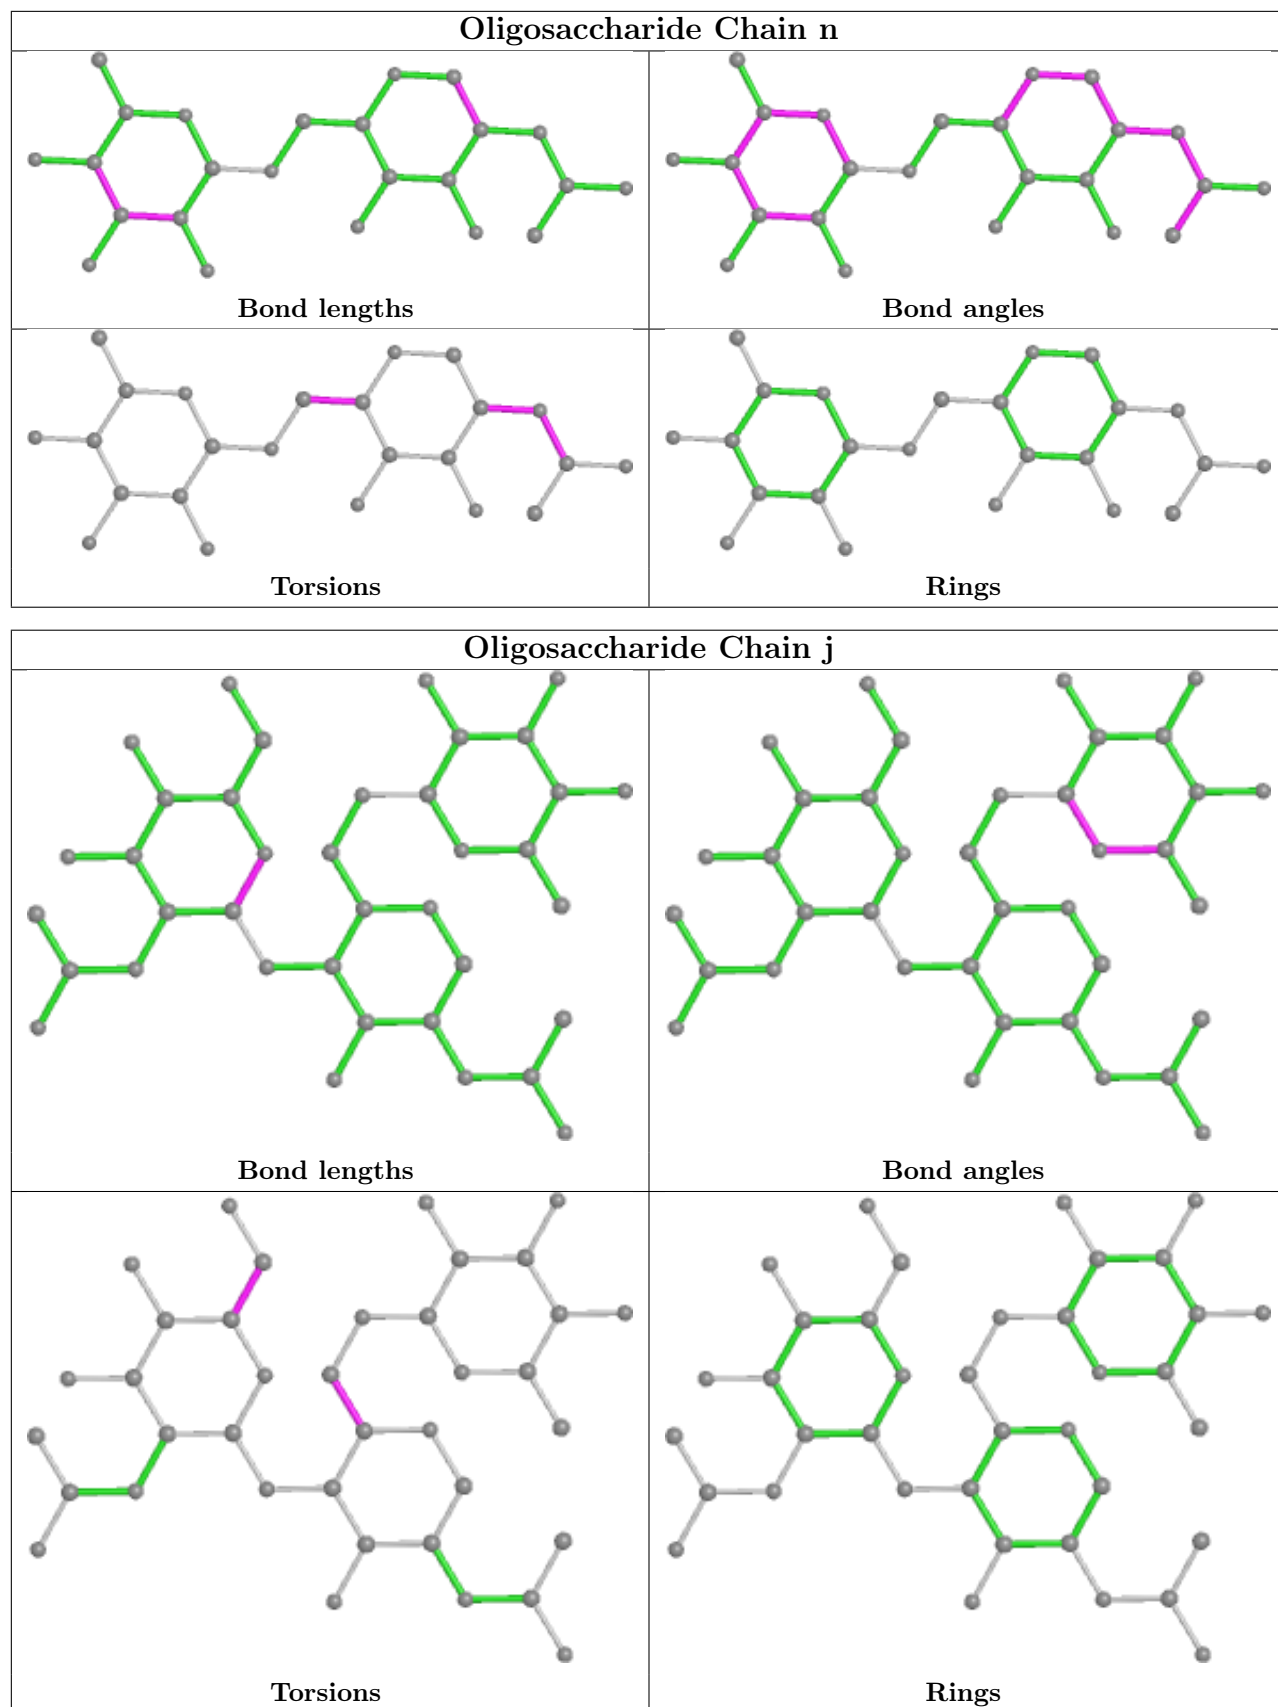 Oligosaccharide Chain n
Bond lengths
Bond angles
Torsions
Rings
Oligosaccharide Chain j
Bond lengths
Bond angles
Torsions
Rings